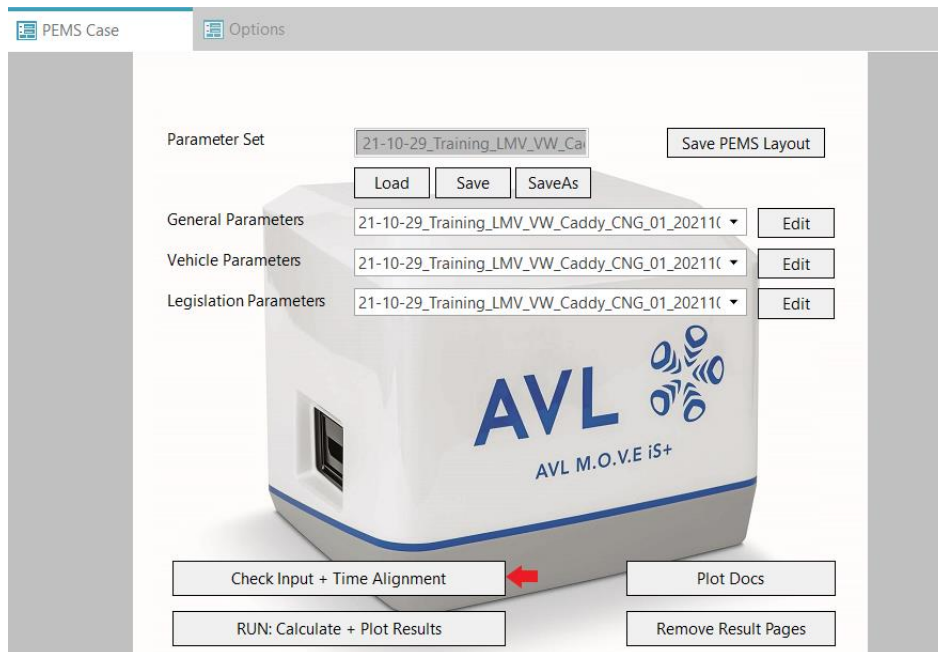 PEMS Case
Options
Parameter Set
21-10-29_Training_LMV_VW_Ca
Save PEMS Layout
Load
Save
SaveAs
General Parameters
21-10-29_Training_LMV_VW_Caddy_CNG_01_20211(
Edit
Vehicle Parameters
21-10-29_Training_LMV_VW_Caddy_CNG_01_20211(
Edit
Legislation Parameters
21-10-29_Training_LMV_VW_Caddy_CNG_01_20211(
Edit
AVL
AVL M.O.V.E iS+
Check Input + Time Alignment
Plot Docs
RUN: Calculate + Plot Results
Remove Result Pages